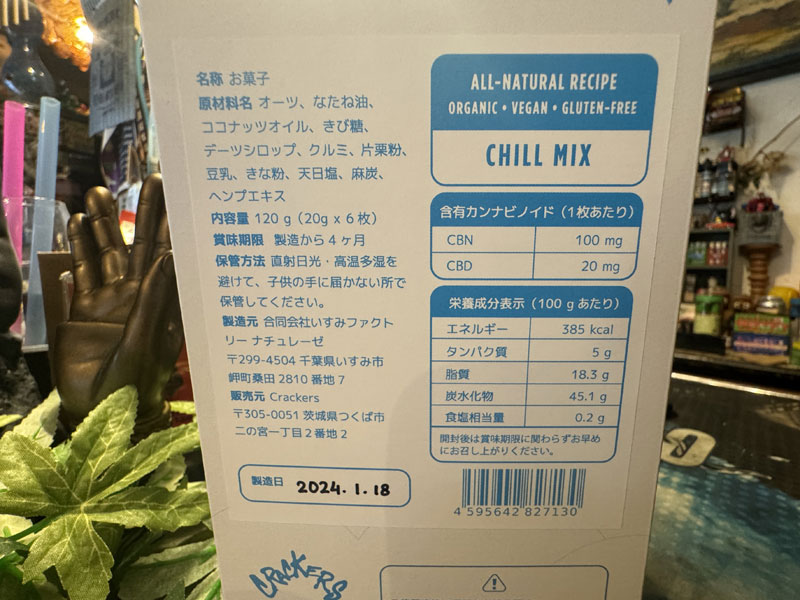 名称 お菓子
原材料名 オーツ、なたね油、
ココナッツオイル、きび糖、
デーツシロップ、クルミ、片栗粉、
豆乳、きな粉、天日塩、麻炭、
ヘンプエキス
内容量 120 g（20g x 6 枚）
賞味期限 製造から 4 ヶ月
保管方法 直射日光・高温多湿を
避けて、子供の手に届かない所で
保管してください。
製造元 合同会社いすみファクト
リー ナチュレーゼ
〒299-4504 千葉県いすみ市
岬町桑田 2810 番地 7
販売元 Crackers
〒305-0051 茨城県つくば市
二の宮一丁目 2 番地 2
製造日 2024.1.18
ALL-NATURAL RECIPE
ORGANIC • VEGAN • GLUTEN-FREE
CHILL MIX
含有カンナビノイド（1枚あたり）
CBN 100 mg
CBD 20 mg
栄養成分表示（100 g あたり）
エネルギー 385 kcal
タンパク質 5 g
脂質 18.3 g
炭水化物 45.1 g
食塩相当量 0.2 g
開封後は賞味期限に関わらずお早め
にお召し上がりください。
4 595642 827130
CRACKERS